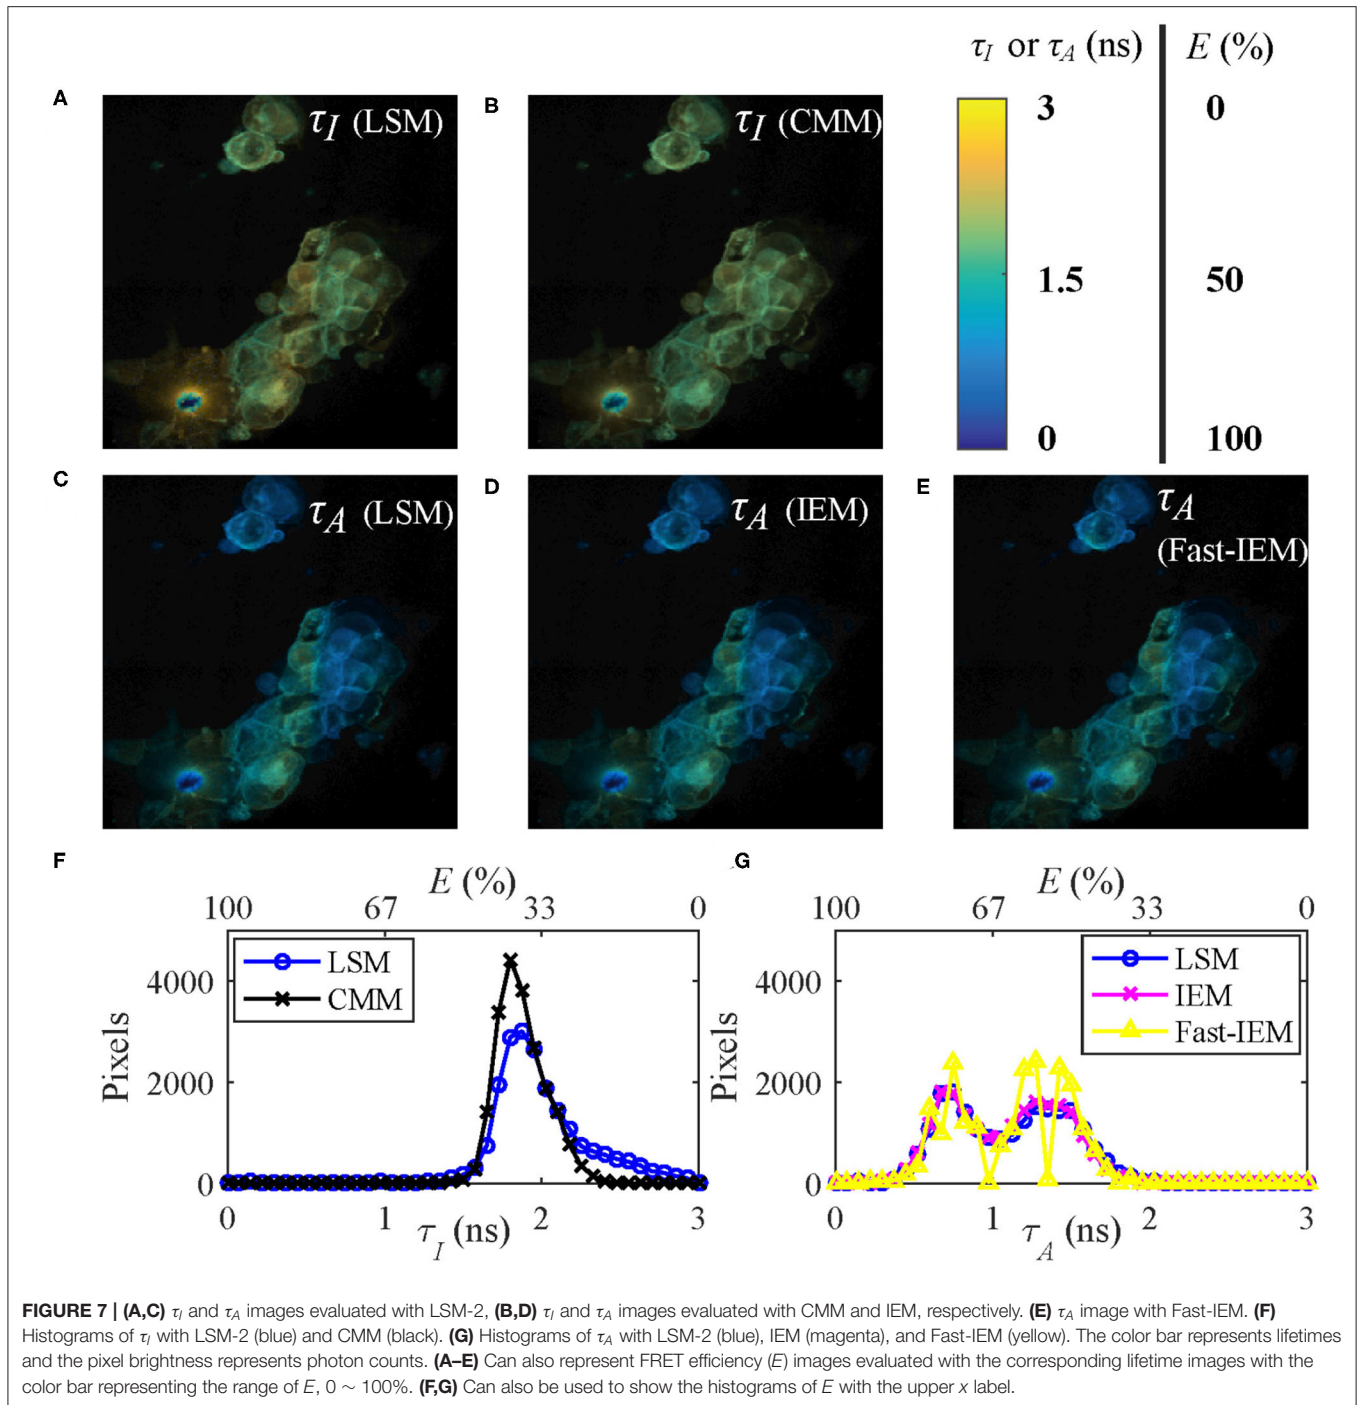 τI or τA (ns) E (%)
A
τI (LSM)
B
τI (CMM)
3 0
1.5 50
0 100
C
τA (LSM)
D
τA (IEM)
E
τA
(Fast-IEM)
F
E (%)
100 67 33 0
LSM
CMM
4000
2000
0
Pixels
0 1 2 3
τI (ns)
G
E (%)
100 67 33 0
LSM
IEM
Fast-IEM
4000
2000
0
Pixels
0 1 2 3
τA (ns)
FIGURE 7 | (A,C) τI and τA images evaluated with LSM-2, (B,D) τI and τA images evaluated with CMM and IEM, respectively. (E) τA image with Fast-IEM. (F)
Histograms of τI with LSM-2 (blue) and CMM (black). (G) Histograms of τA with LSM-2 (blue), IEM (magenta), and Fast-IEM (yellow). The color bar represents lifetimes
and the pixel brightness represents photon counts. (A–E) Can also represent FRET efficiency (E) images evaluated with the corresponding lifetime images with the
color bar representing the range of E, 0 ∼ 100%. (F,G) Can also be used to show the histograms of E with the upper x label.